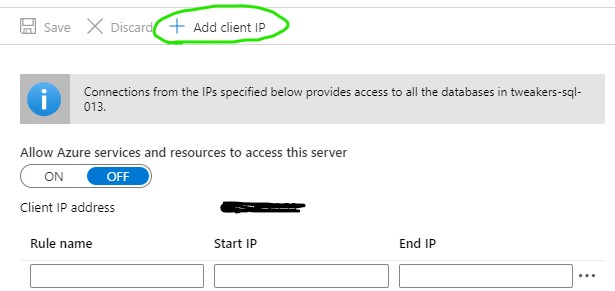 Save Discard + Add client IP
i
Connections from the IPs specified below provides access to all the databases in tweakers-sql-
013.
Allow Azure services and resources to access this server
ON OFF
Client IP address
Rule name Start IP End IP